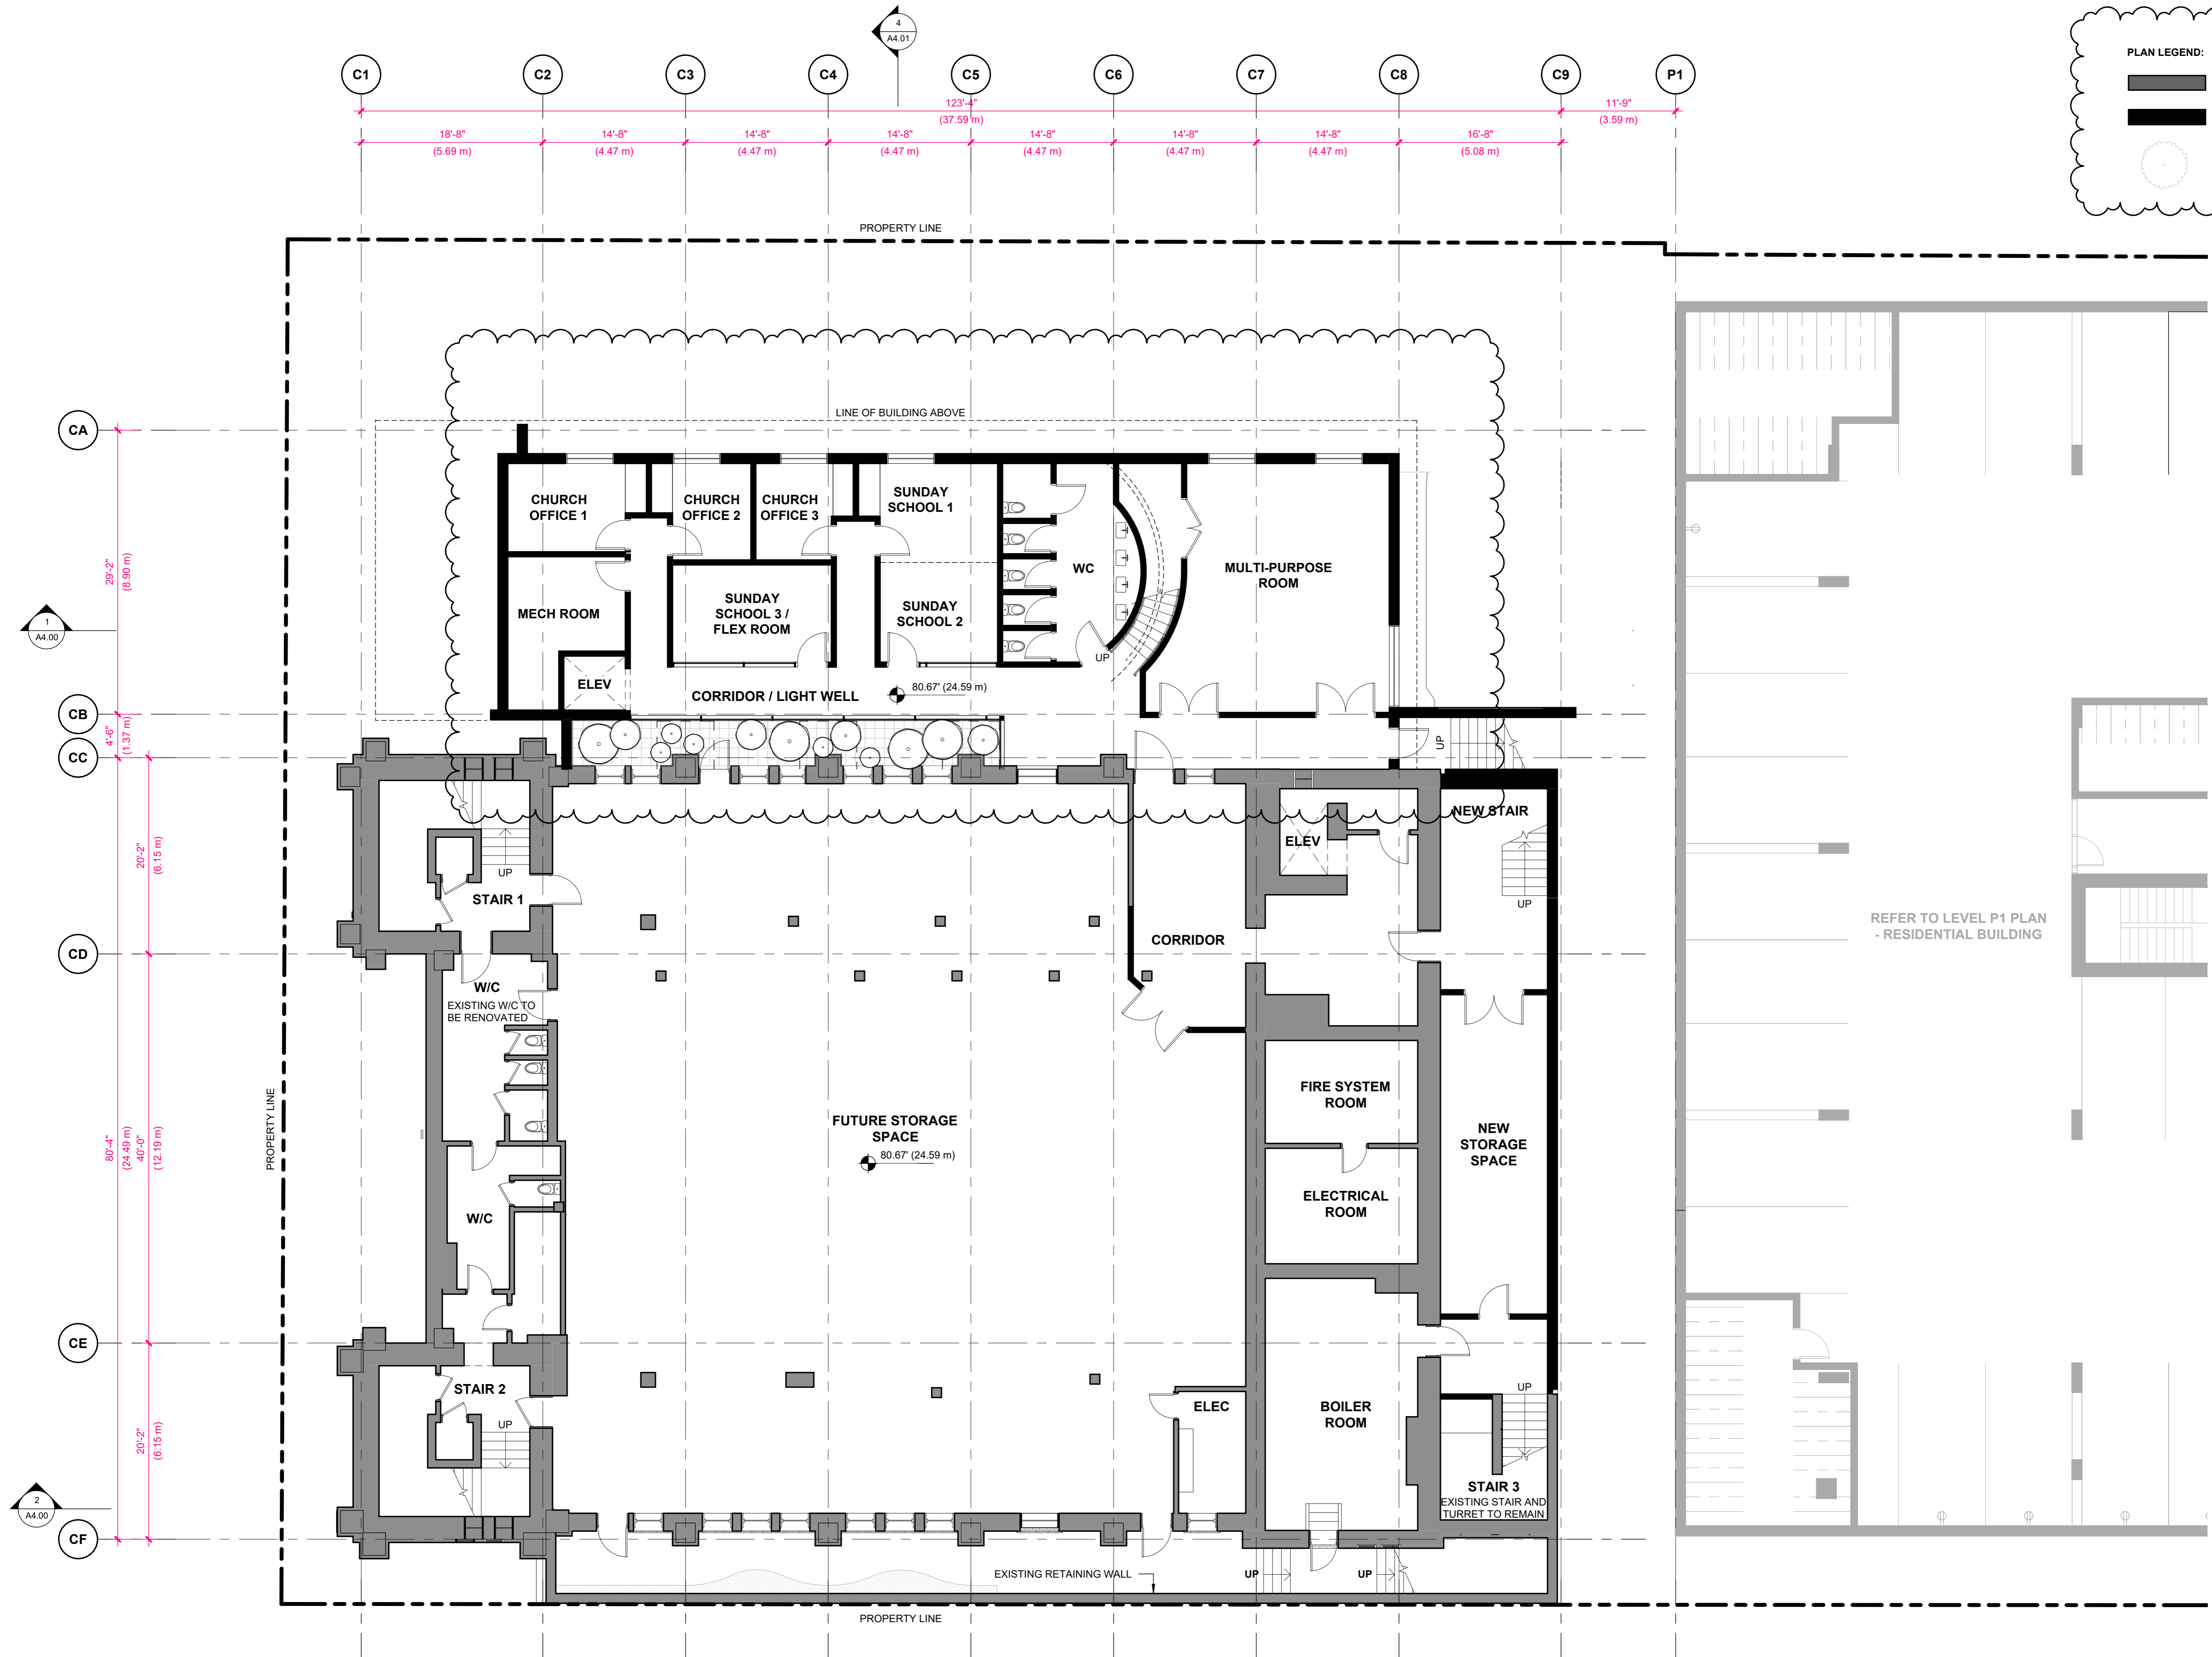 4
A4.01
C1
C2
C3
C4
C5
C6
C7
C8
C9
P1
PLAN LEGEND:
123'-4"
(37.59 m)
11'-9"
(3.59 m)
18'-8"
(5.69 m)
14'-8"
(4.47 m)
14'-8"
(4.47 m)
14'-8"
(4.47 m)
14'-8"
(4.47 m)
14'-8"
(4.47 m)
14'-8"
(4.47 m)
16'-8"
(5.08 m)
PROPERTY LINE
LINE OF BUILDING ABOVE
CA
CB
CC
CD
CE
CF
29'-2"
(8.90 m)
4'-6"
(1.37 m)
20'-2"
(6.15 m)
80'-4"
(24.49 m)
40'-0"
(12.19 m)
20'-2"
(6.15 m)
1
A4.00
2
A4.00
CHURCH
OFFICE 1
CHURCH
OFFICE 2
CHURCH
OFFICE 3
SUNDAY
SCHOOL 1
MECH ROOM
SUNDAY
SCHOOL 3 /
FLEX ROOM
SUNDAY
SCHOOL 2
WC
MULTI-PURPOSE
ROOM
UP
ELEV
CORRIDOR / LIGHT WELL
80.67' (24.59 m)
UP
NEW STAIR
ELEV
UP
UP
STAIR 1
CORRIDOR
REFER TO LEVEL P1 PLAN
- RESIDENTIAL BUILDING
W/C
EXISTING W/C TO
BE RENOVATED
FIRE SYSTEM
ROOM
FUTURE STORAGE
SPACE
80.67' (24.59 m)
NEW
STORAGE
SPACE
PROPERTY LINE
ELECTRICAL
ROOM
W/C
STAIR 2
UP
ELEC
BOILER
ROOM
UP
STAIR 3
EXISTING STAIR AND
TURRET TO REMAIN
EXISTING RETAINING WALL
UP
UP
PROPERTY LINE